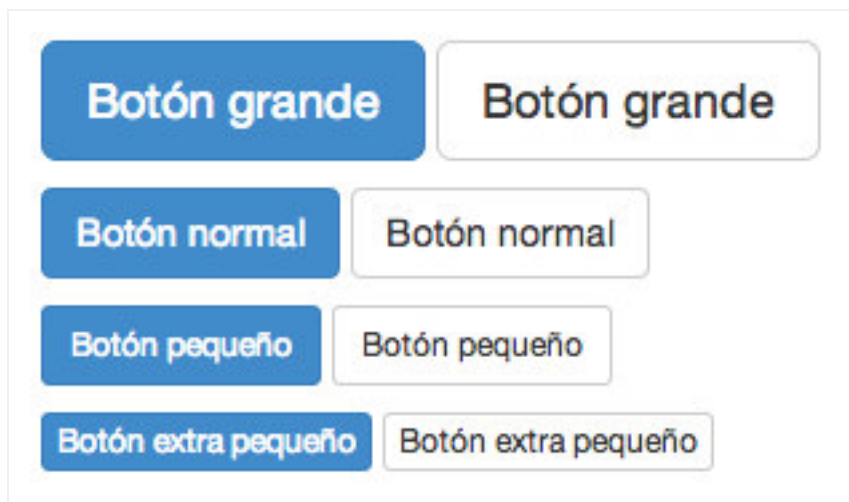 Botón grande Botón grande
Botón normal Botón normal
Botón pequeño Botón pequeño
Botón extra pequeño Botón extra pequeño